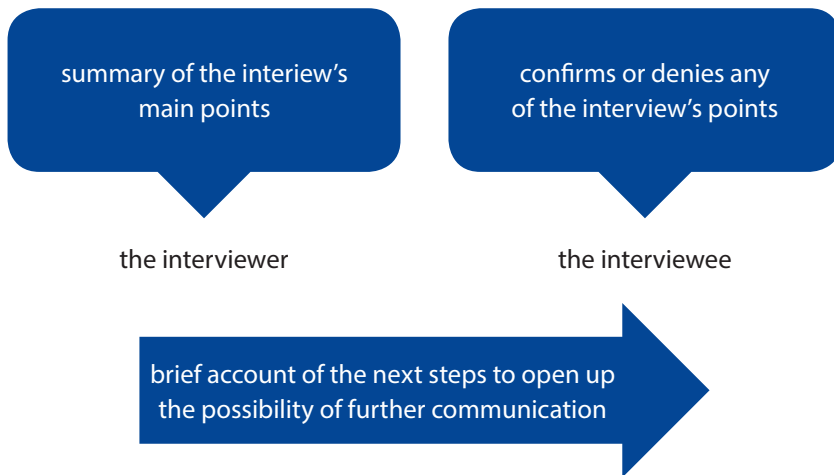 summary of the interiew’s
main points
confirms or denies any
of the interview’s points
the interviewer
the interviewee
brief account of the next steps to open up
the possibility of further communication